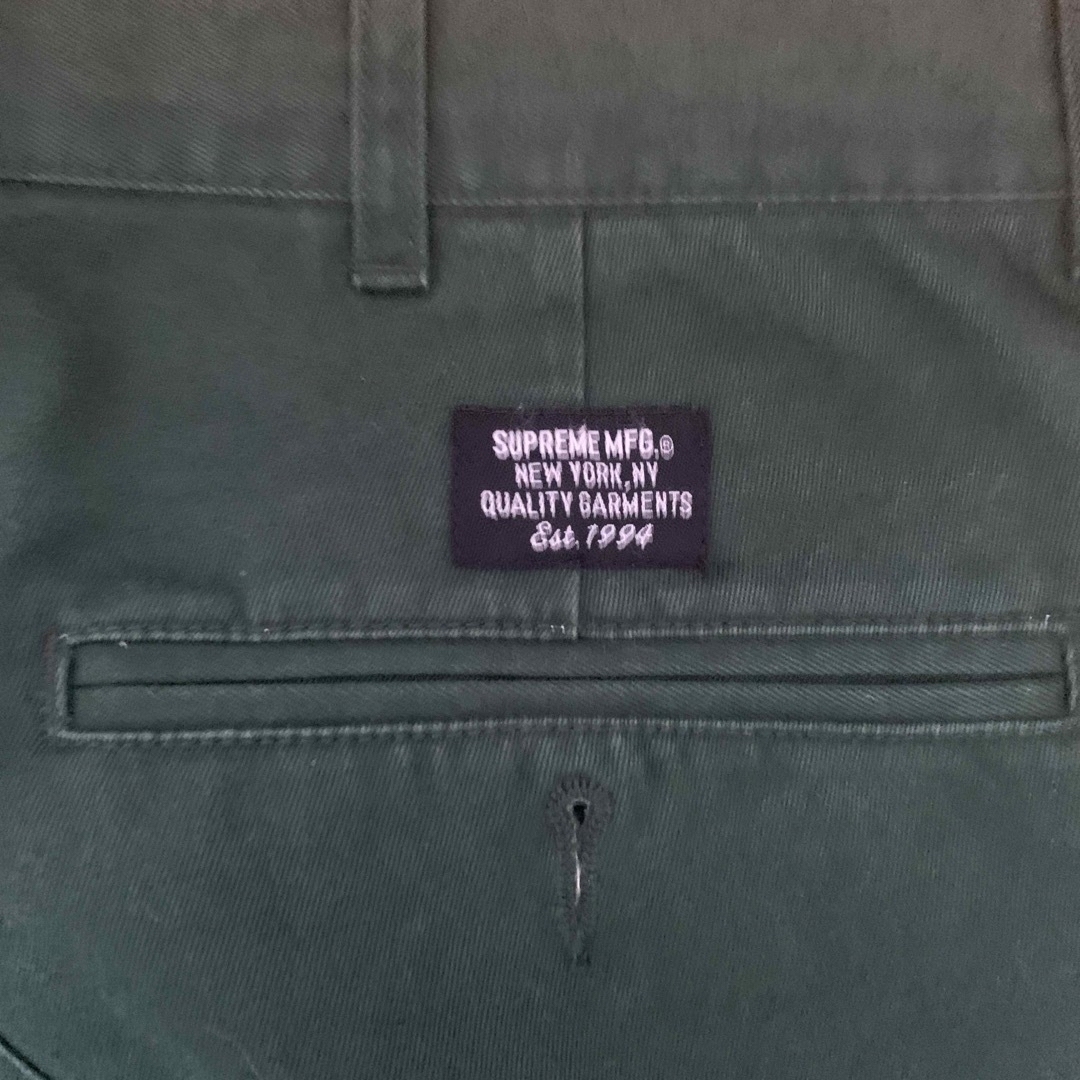 SUPREME MFG.®
NEW YORK, NY
QUALITY GARMENTS
Est. 1994